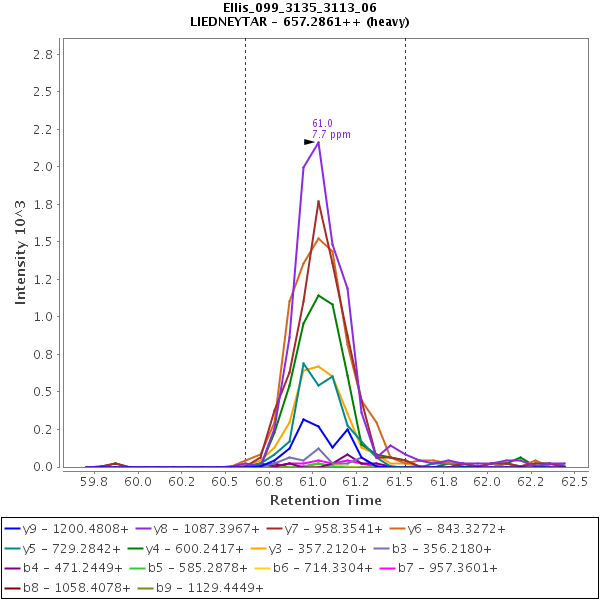 Ellis_099_3135_3113_06
LIEDNEYTAR - 657.2861++ (heavy)
61.0
7.7 ppm
2.8
2.5
2.2
2.0
1.8
1.5
1.2
1.0
0.8
0.5
0.2
0.0
Intensity 10^3
59.8 60.0 60.2 60.5 60.8 61.0 61.2 61.5 61.8 62.0 62.2 62.5
Retention Time
y9 - 1200.4808+ y8 - 1087.3967+ y7 - 958.3541+ y6 - 843.3272+
y5 - 729.2842+ y4 - 600.2417+ y3 - 357.2120+ b3 - 356.2180+
b4 - 471.2449+ b5 - 585.2878+ b6 - 714.3304+ b7 - 957.3601+
b8 - 1058.4078+ b9 - 1129.4449+